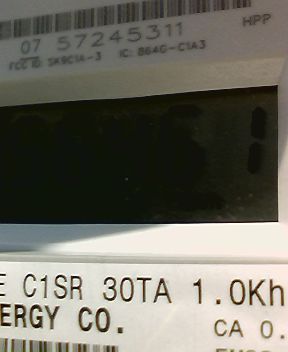 07 57245311
HPP
FCC ID: SK9C1A-3 IC: 864G-C1A3
E C1SR 30TA 1.0Kh
ERGY CO.
CA 0.